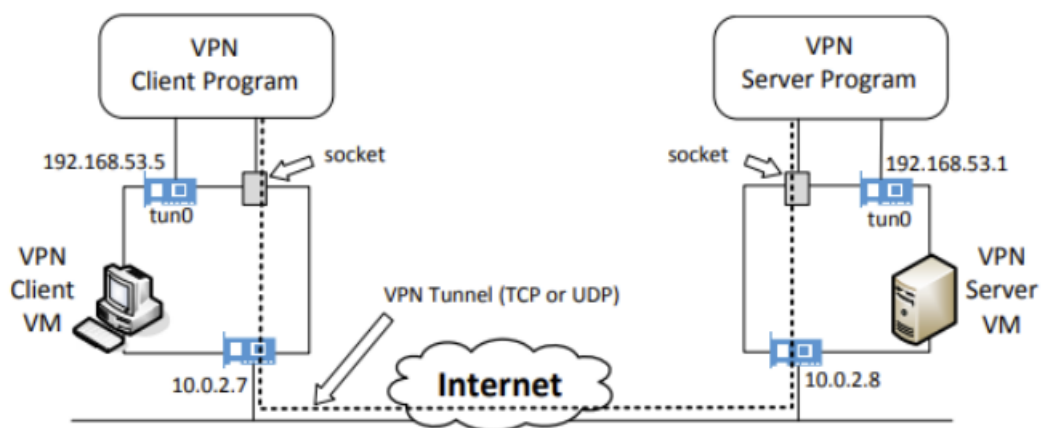 VPN
Client Program
VPN
Server Program
192.168.53.5
socket
socket
192.168.53.1
tun0
tun0
VPN
Client
VM
VPN Tunnel (TCP or UDP)
VPN
Server
VM
10.0.2.7
Internet
10.0.2.8